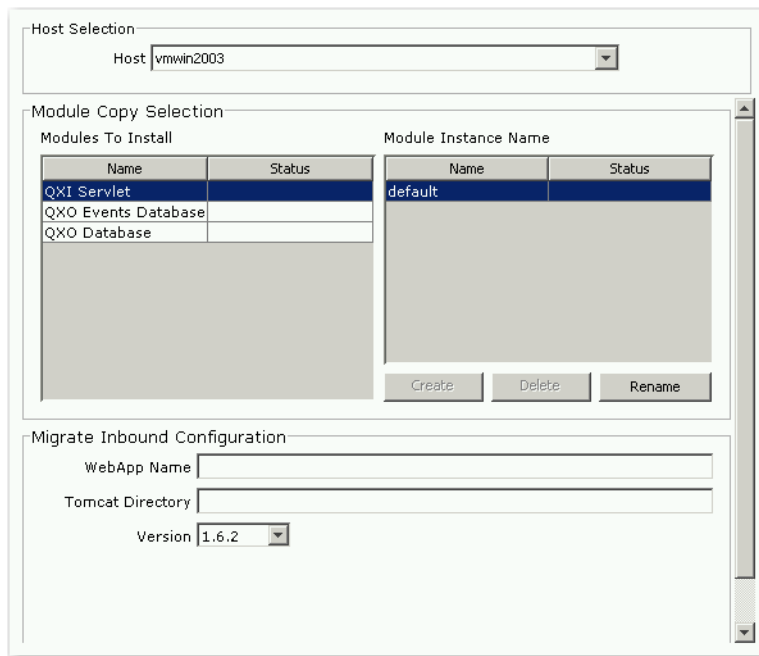 Host Selection
Host vmwin2003
Module Copy Selection
Modules To Install
Name Status
QXI Servlet
QXO Events Database
QXO Database
Module Instance Name
Name Status
default
Create Delete Rename
Migrate Inbound Configuration
WebApp Name
Tomcat Directory
Version 1.6.2